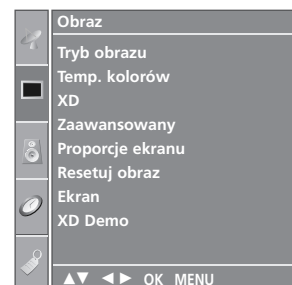 Obraz
Tryb obrazu
Temp. kolorów
XD
Zaawansowany
Proporcje ekranu
Resetuj obraz
Ekran
XD Demo
▲▼ ◄► OK MENU